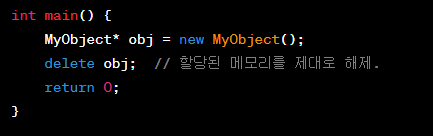 int main() {
    MyObject* obj = new MyObject();
    delete obj;  // 할당된 메모리를 제대로 해제.
    return 0;
}